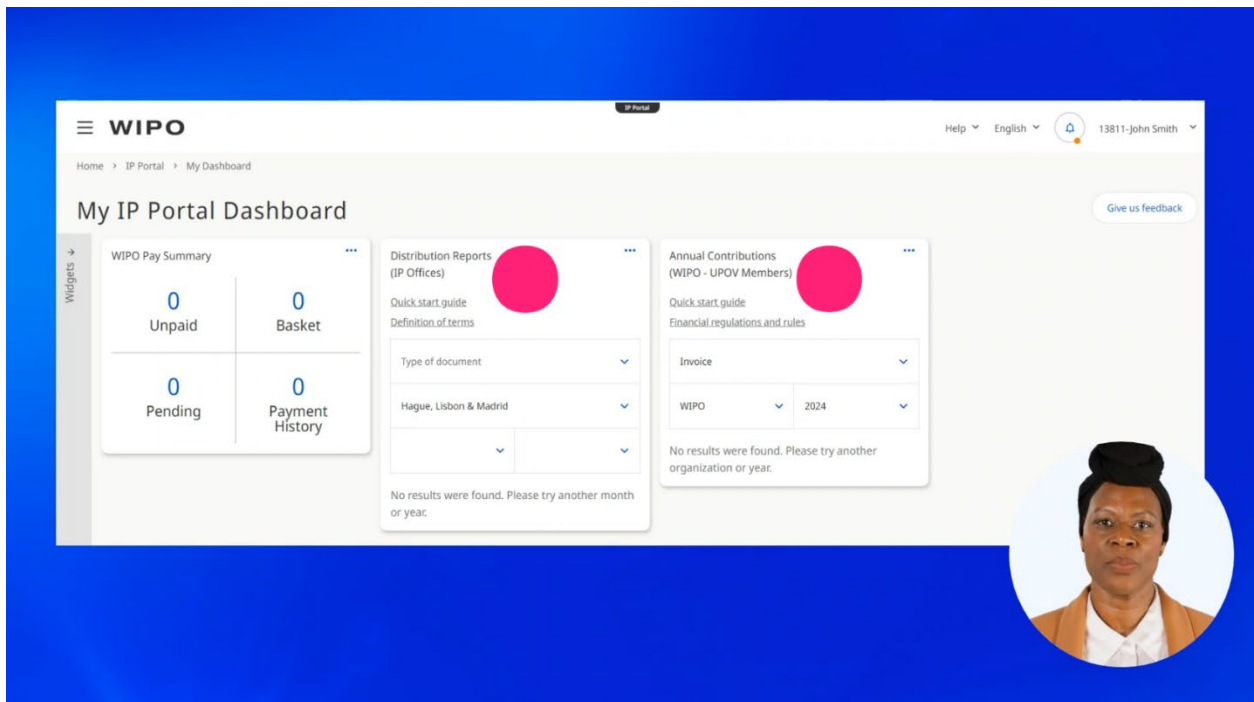 IP Portal
WIPO
Help
English
13811-John Smith
Home > IP Portal > My Dashboard
My IP Portal Dashboard
Give us feedback
Widgets
WIPO Pay Summary
0
Unpaid
0
Basket
0
Pending
0
Payment
History
Distribution Reports
(IP Offices)
Quick start guide
Definition of terms
Type of document
Hague, Lisbon & Madrid
No results were found. Please try another month
or year.
Annual Contributions
(WIPO - UPOV Members)
Quick start guide
Financial regulations and rules
Invoice
WIPO 2024
No results were found. Please try another
organization or year.